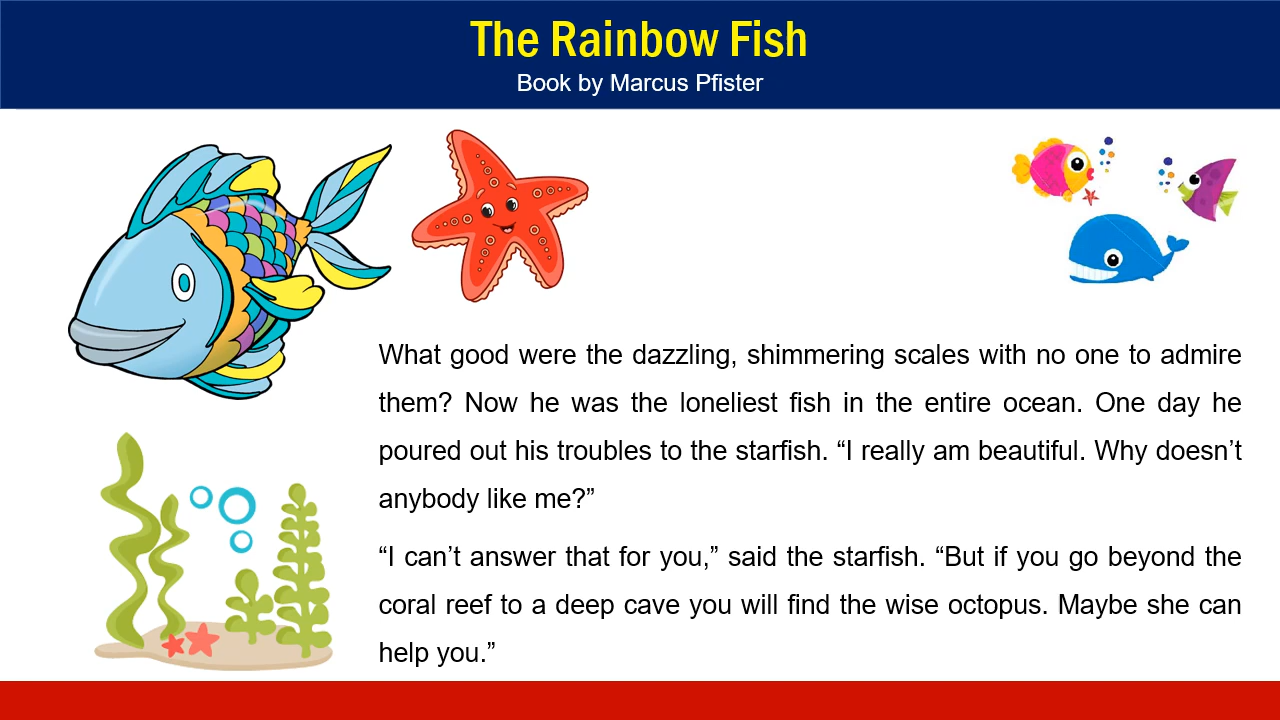 The Rainbow Fish
Book by Marcus Pfister
What good were the dazzling, shimmering scales with no one to admire
them? Now he was the loneliest fish in the entire ocean. One day he
poured out his troubles to the starfish. “I really am beautiful. Why doesn’t
anybody like me?”
“I can’t answer that for you,” said the starfish. “But if you go beyond the
coral reef to a deep cave you will find the wise octopus. Maybe she can
help you.”